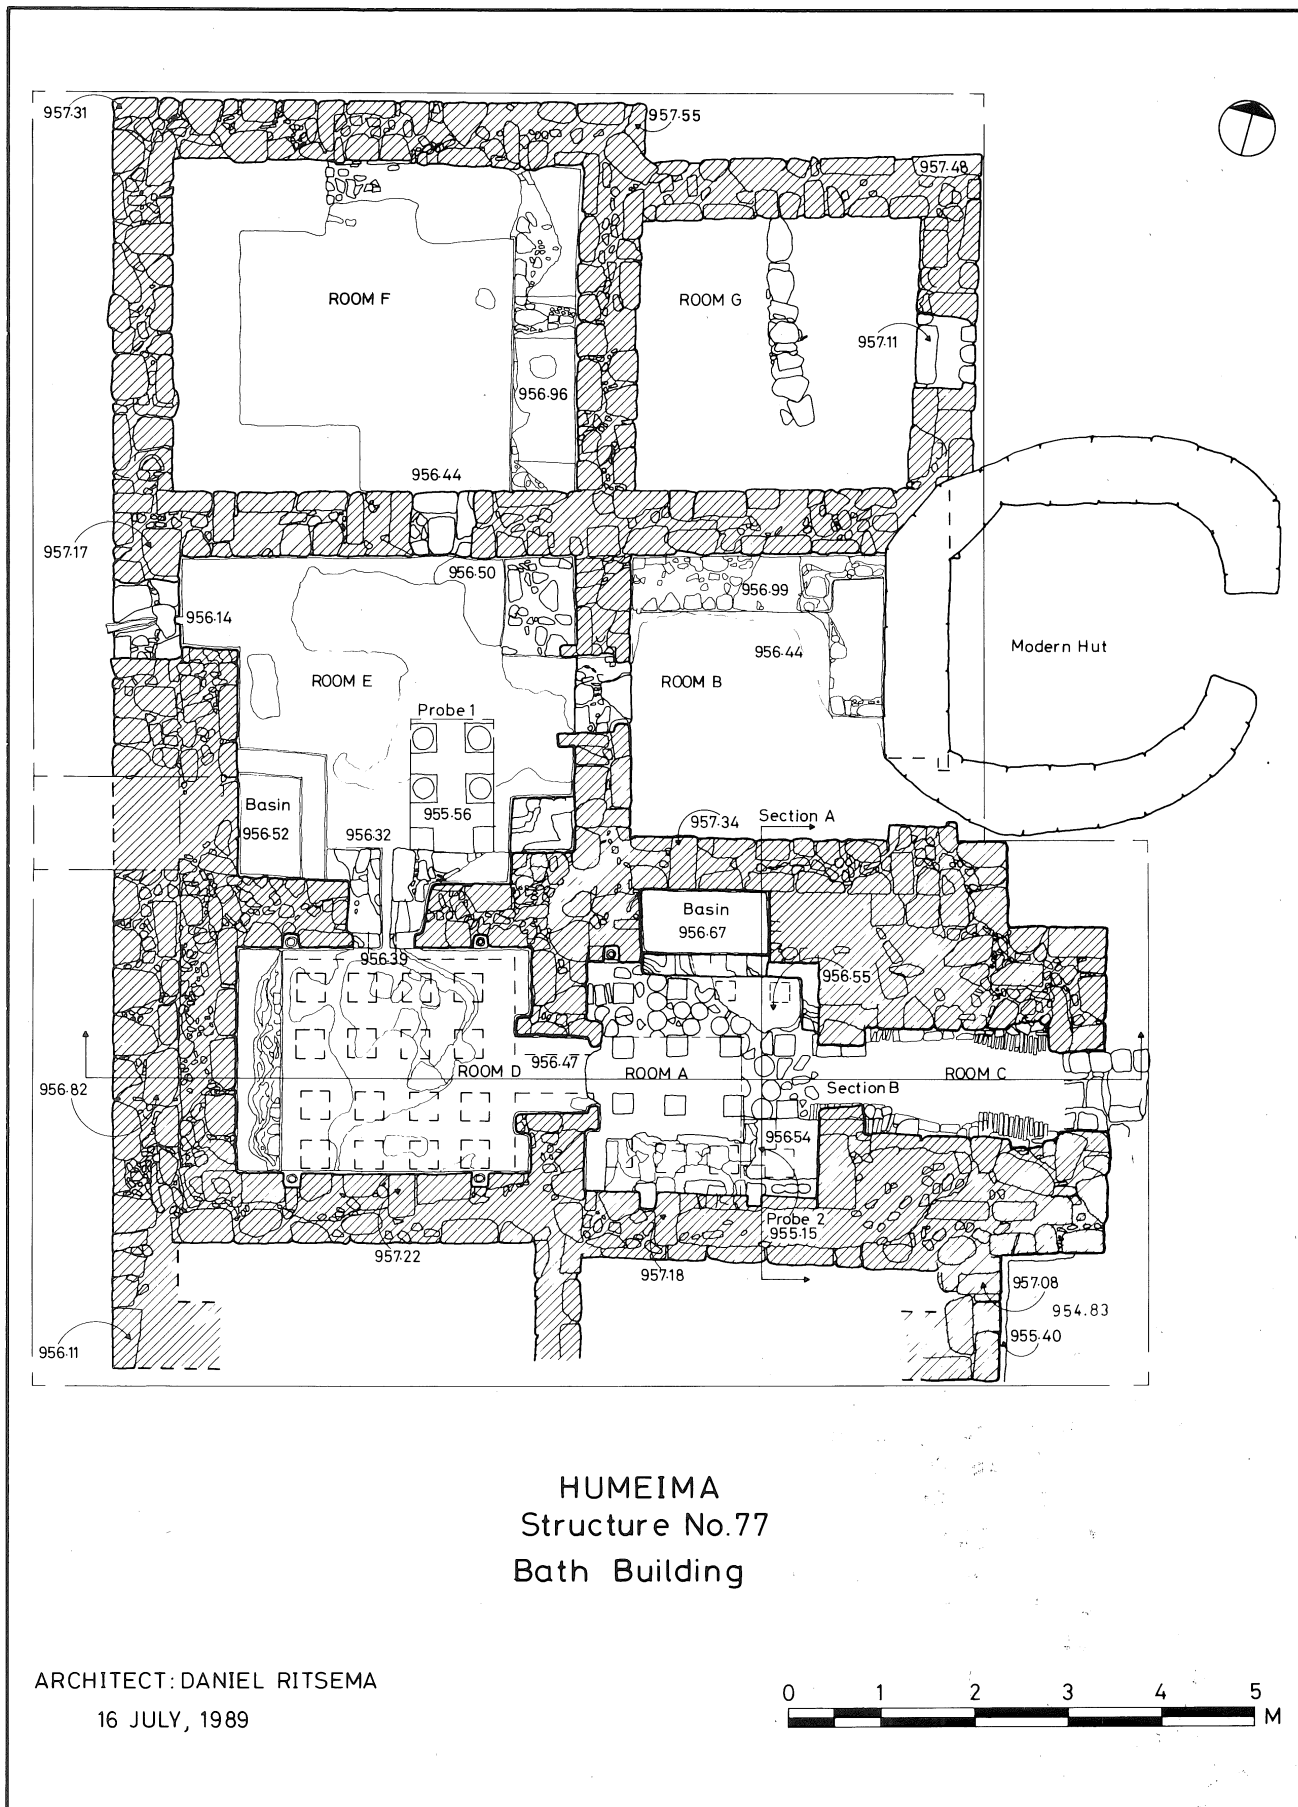 957.31
957.55
957.48
ROOM F
ROOM G
957.11
956.96
956.44
957.17
956.50
956.99
956.14
956.44
Modern Hut
ROOM E
ROOM B
Probe 1
Basin
956.52
956.32
955.56
957.34
Section A
Basin
956.67
956.39
956.55
956.82
ROOM D
956.47
ROOM A
Section B
ROOM C
956.54
Probe 2
955.15
957.22
957.18
957.08
954.83
955.40
956.11
HUMEIMA
Structure No.77
Bath Building
ARCHITECT: DANIEL RITSEMA
16 JULY, 1989
0 1 2 3 4 5
M